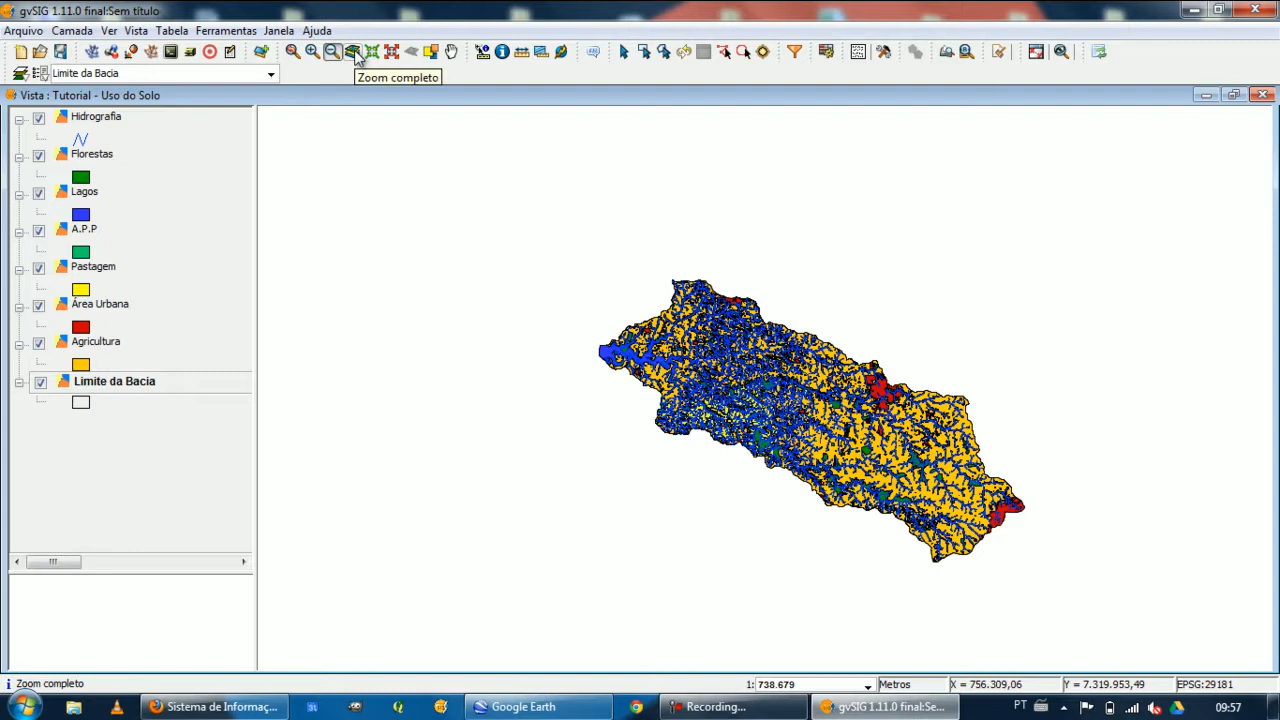 gvSIG 1.11.0 final:Sem título
Arquivo Camada Ver Vista Tabela Ferramentas Janela Ajuda
Limite da Bacia
Zoom completo
Vista : Tutorial - Uso do Solo
Hidrografia
Florestas
Lagos
A.P.P
Pastagem
Área Urbana
Agricultura
Limite da Bacia
Zoom completo
1: 738.679 Metros X = 756.309,06 Y = 7.319.953,49 EPSG:29181
Sistema de Informaç... 31 Google Earth Recording... gvSIG 1.11.0 final:Se... PT 09:57